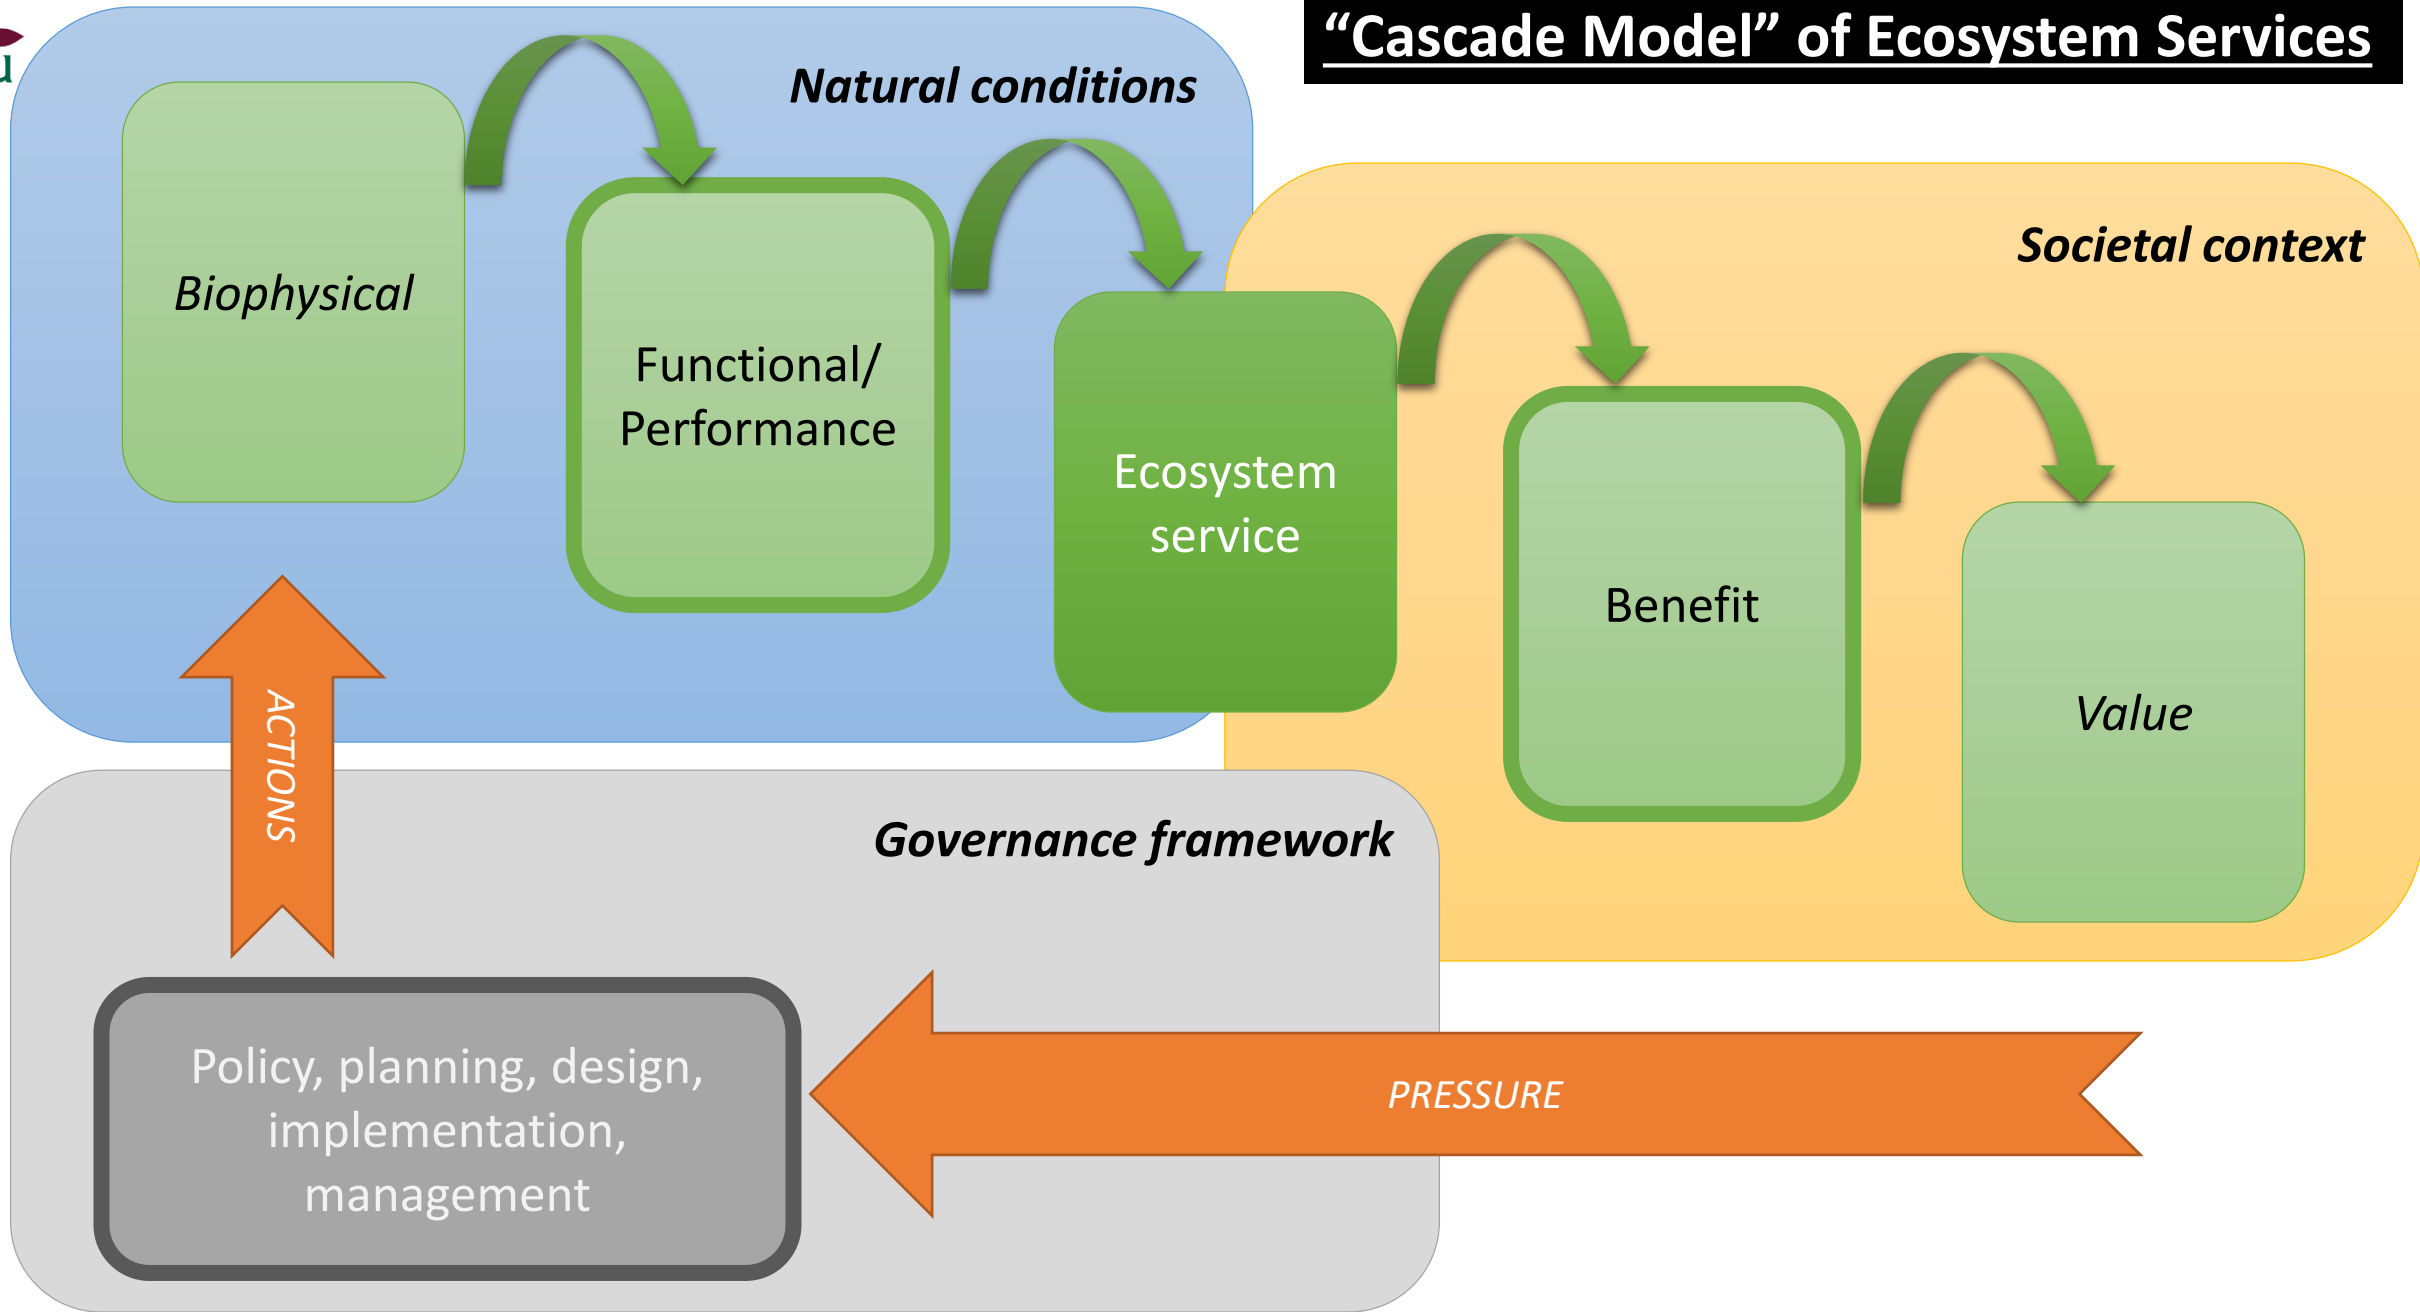 “Cascade Model” of Ecosystem Services
Natural conditions
Biophysical
Functional/
Performance
Ecosystem
service
Societal context
Benefit
Value
ACTIONS
Governance framework
Policy, planning, design,
implementation,
management
PRESSURE